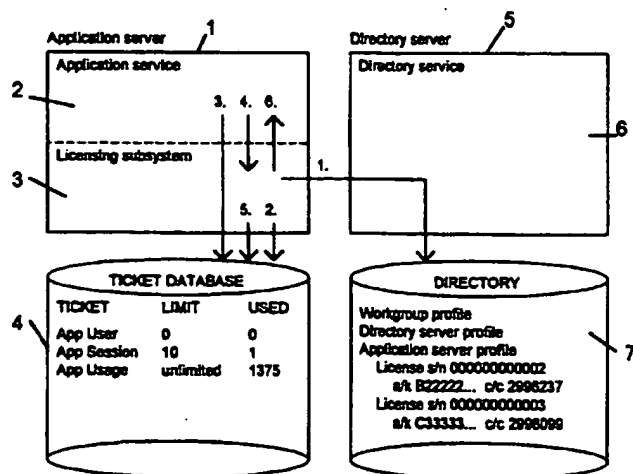 1
5
Application server
Directory server
Application service
Directory service
2
3. 4. 6.
6
Licensing subsystem
3
1.
5. 2.
TICKET DATABASE
DIRECTORY
TICKET LIMIT USED
4
App User 0 0
App Session 10 1
App Usage unlimited 1375
Workgroup profile
Directory server profile
Application server profile
7
License s/n 000000000002
a/k B22222... c/c 2996237
License s/n 000000000003
a/k C33333... c/c 2996099